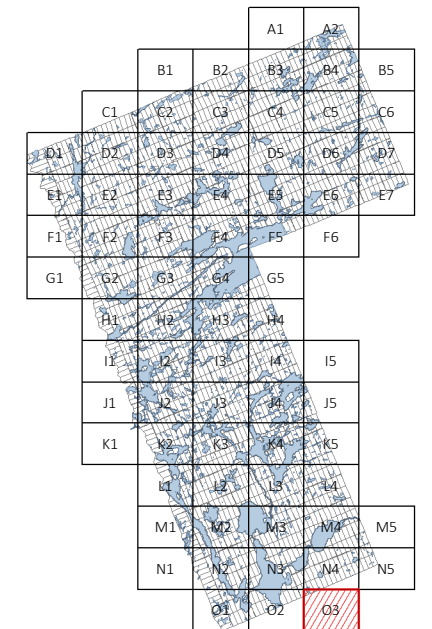 A1 A2
B1 B2 B3 B4 B5
C1 C2 C3 C4 C5 C6
D1 D2 D3 D4 D5 D6 D7
E1 E2 E3 E4 E5 E6 E7
F1 F2 F3 F4 F5 F6
G1 G2 G3 G4 G5
H1 H2 H3 H4
I1 I2 I3 I4 I5
J1 J2 J3 J4 J5
K1 K2 K3 K4 K5
L1 L2 L3 L4
M1 M2 M3 M4 M5
N1 N2 N3 N4 N5
O1 O2 O3